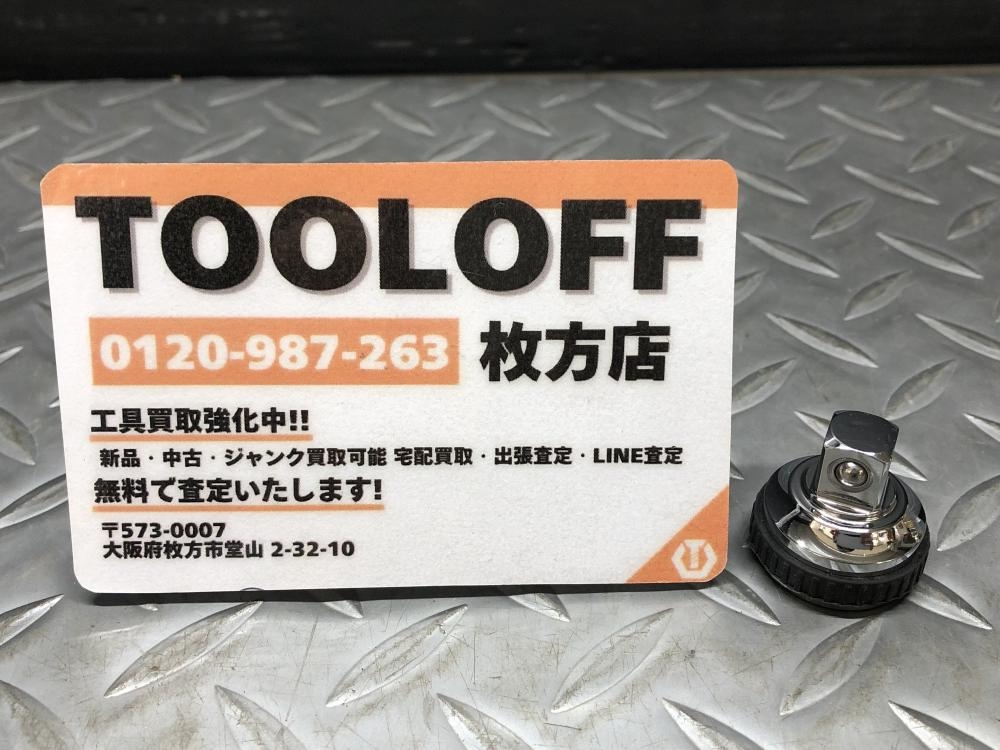 TOOLOFF
0120-987-263 枚方店
工具買取強化中!!
新品・中古・ジャンク買取可能 宅配買取・出張査定・LINE査定
無料で査定いたします!
〒573-0007
大阪府枚方市堂山 2-32-10